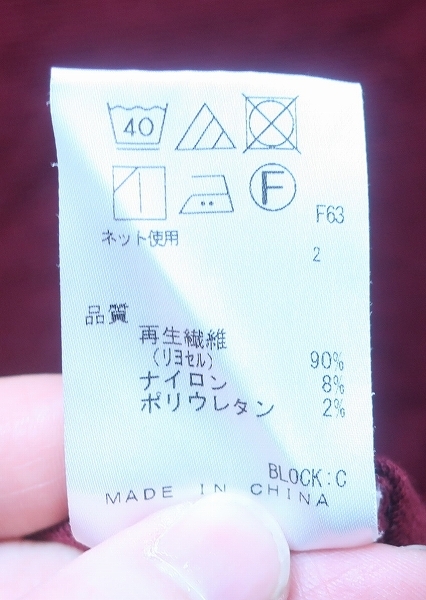 40
F
F63
ネット使用
2
品質
再生繊維
(リヨセル) 90%
ナイロン 8%
ポリウレタン 2%
BLOCK:C
MADE IN CHINA